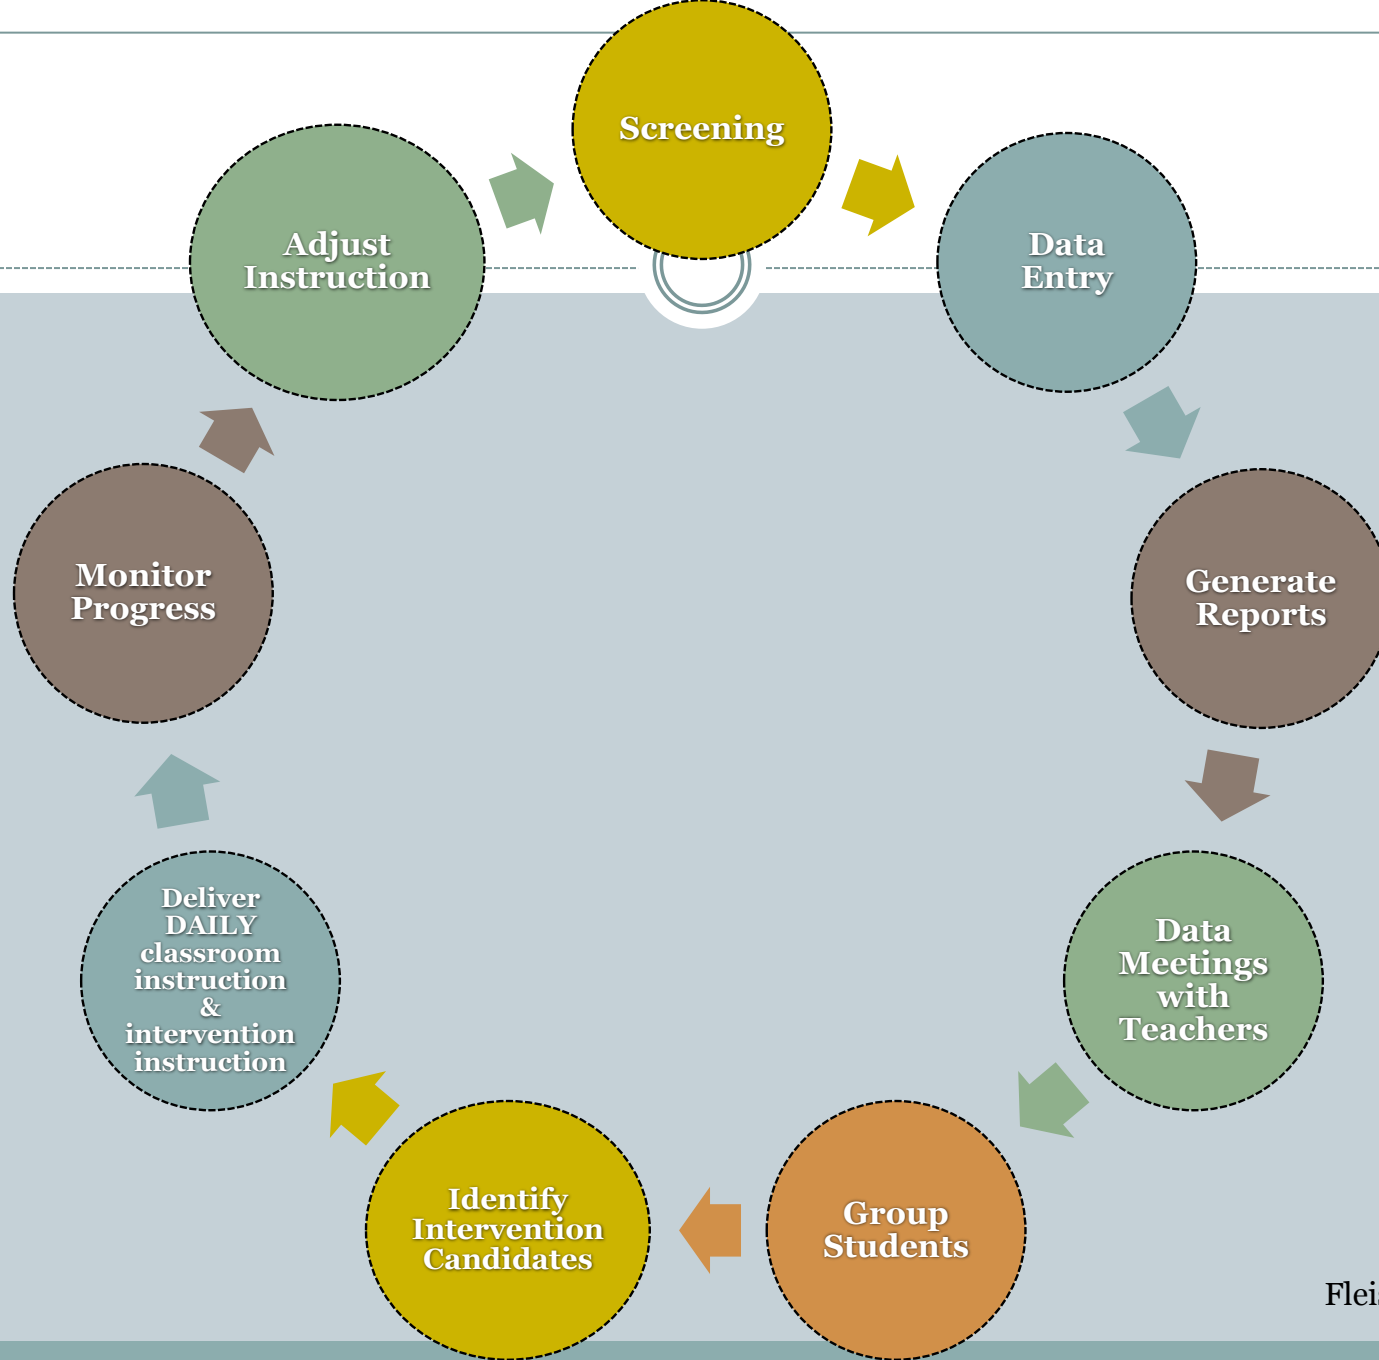 Screening
Data
Entry
Generate
Reports
Data
Meetings
with
Teachers
Group
Students
Identify
Intervention
Candidates
Deliver
DAILY
classroom
instruction
&
intervention
instruction
Monitor
Progress
Adjust
Instruction